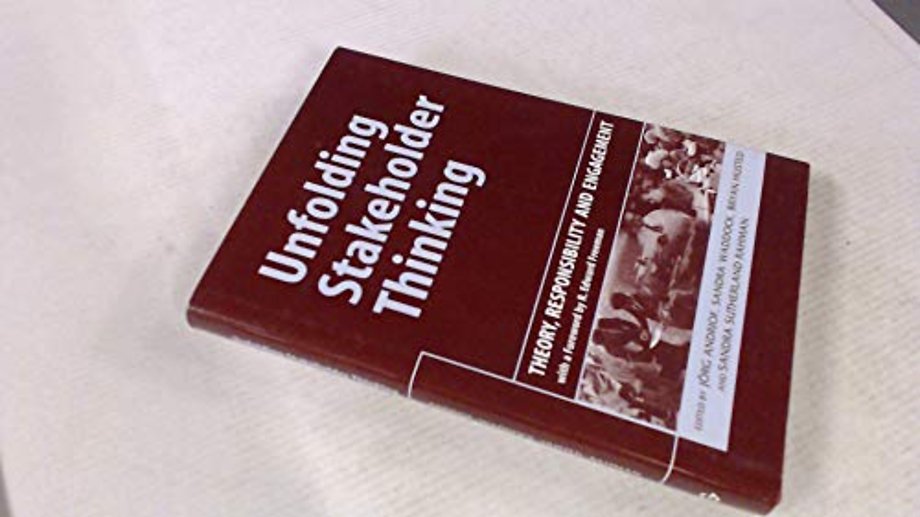 Unfolding
Stakeholder
Thinking
THEORY, RESPONSIBILITY AND ENGAGEMENT
with a Foreword by R. Edward Freeman
EDITED BY JÖRG ANDRIOF, SANDRA WADDOCK, BRYAN HUSTED
AND SANDRA SUTHERLAND RAHMAN